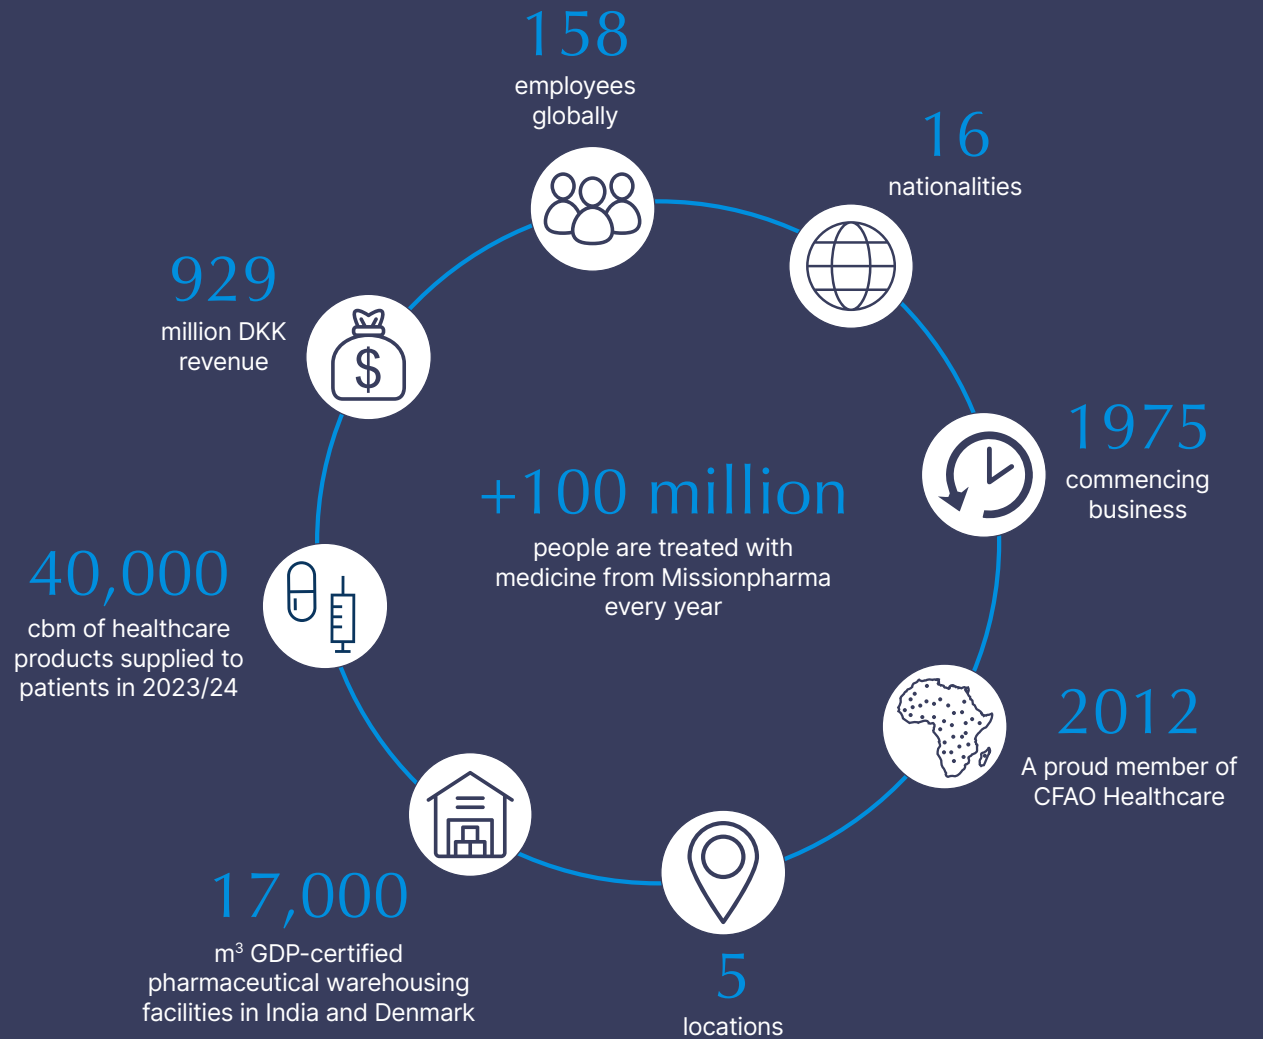 158
employees
globally
16
nationalities
1975
commencing
business
2012
A proud member of
CFAO Healthcare
5
locations
17,000
m³ GDP-certified
pharmaceutical warehousing
facilities in India and Denmark
40,000
cbm of healthcare
products supplied to
patients in 2023/24
929
million DKK
revenue
$
+100 million
people are treated with
medicine from Missionpharma
every year